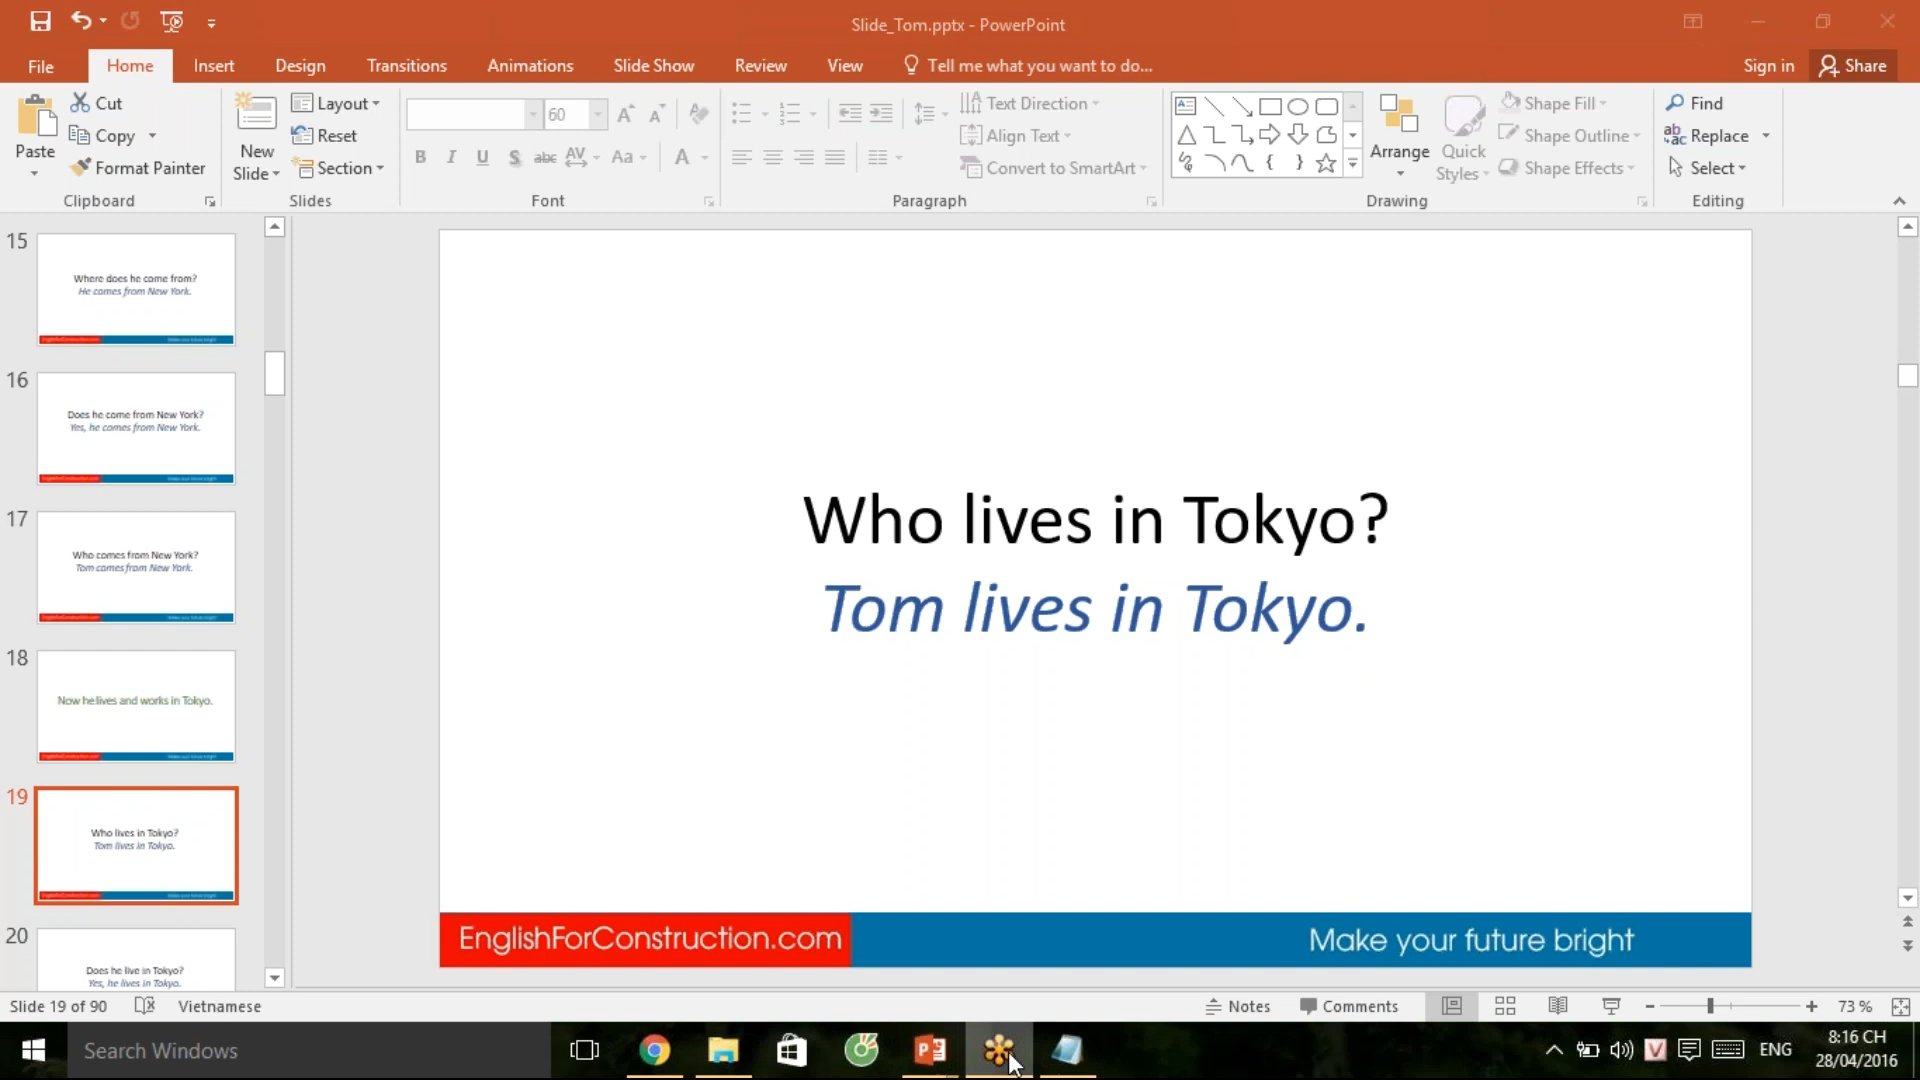 Slide_Tom.pptx - PowerPoint
File Home Insert Design Transitions Animations Slide Show Review View Tell me what you want to do... Sign in Share
Paste
Cut
Copy
Format Painter
Clipboard
New Slide
Layout
Reset
Section
Slides
60
B I U S abc AV Aa A
Font
Text Direction
Align Text
Convert to SmartArt
Paragraph
Arrange
Quick Styles
Shape Fill
Shape Outline
Shape Effects
Drawing
Find
Replace
Select
Editing
15
Where does he come from?
He comes from New York.
16
Does he come from New York?
Yes, he comes from New York.
17
Who comes from New York?
Tom comes from New York.
18
Now he lives and works in Tokyo.
19
Who lives in Tokyo?
Tom lives in Tokyo.
20
Does he live in Tokyo?
Yes, he lives in Tokyo.
Who lives in Tokyo?
Tom lives in Tokyo.
EnglishForConstruction.com
Make your future bright
Slide 19 of 90 Vietnamese Notes Comments 73 %
Search Windows
ENG
8:16 CH
28/04/2016